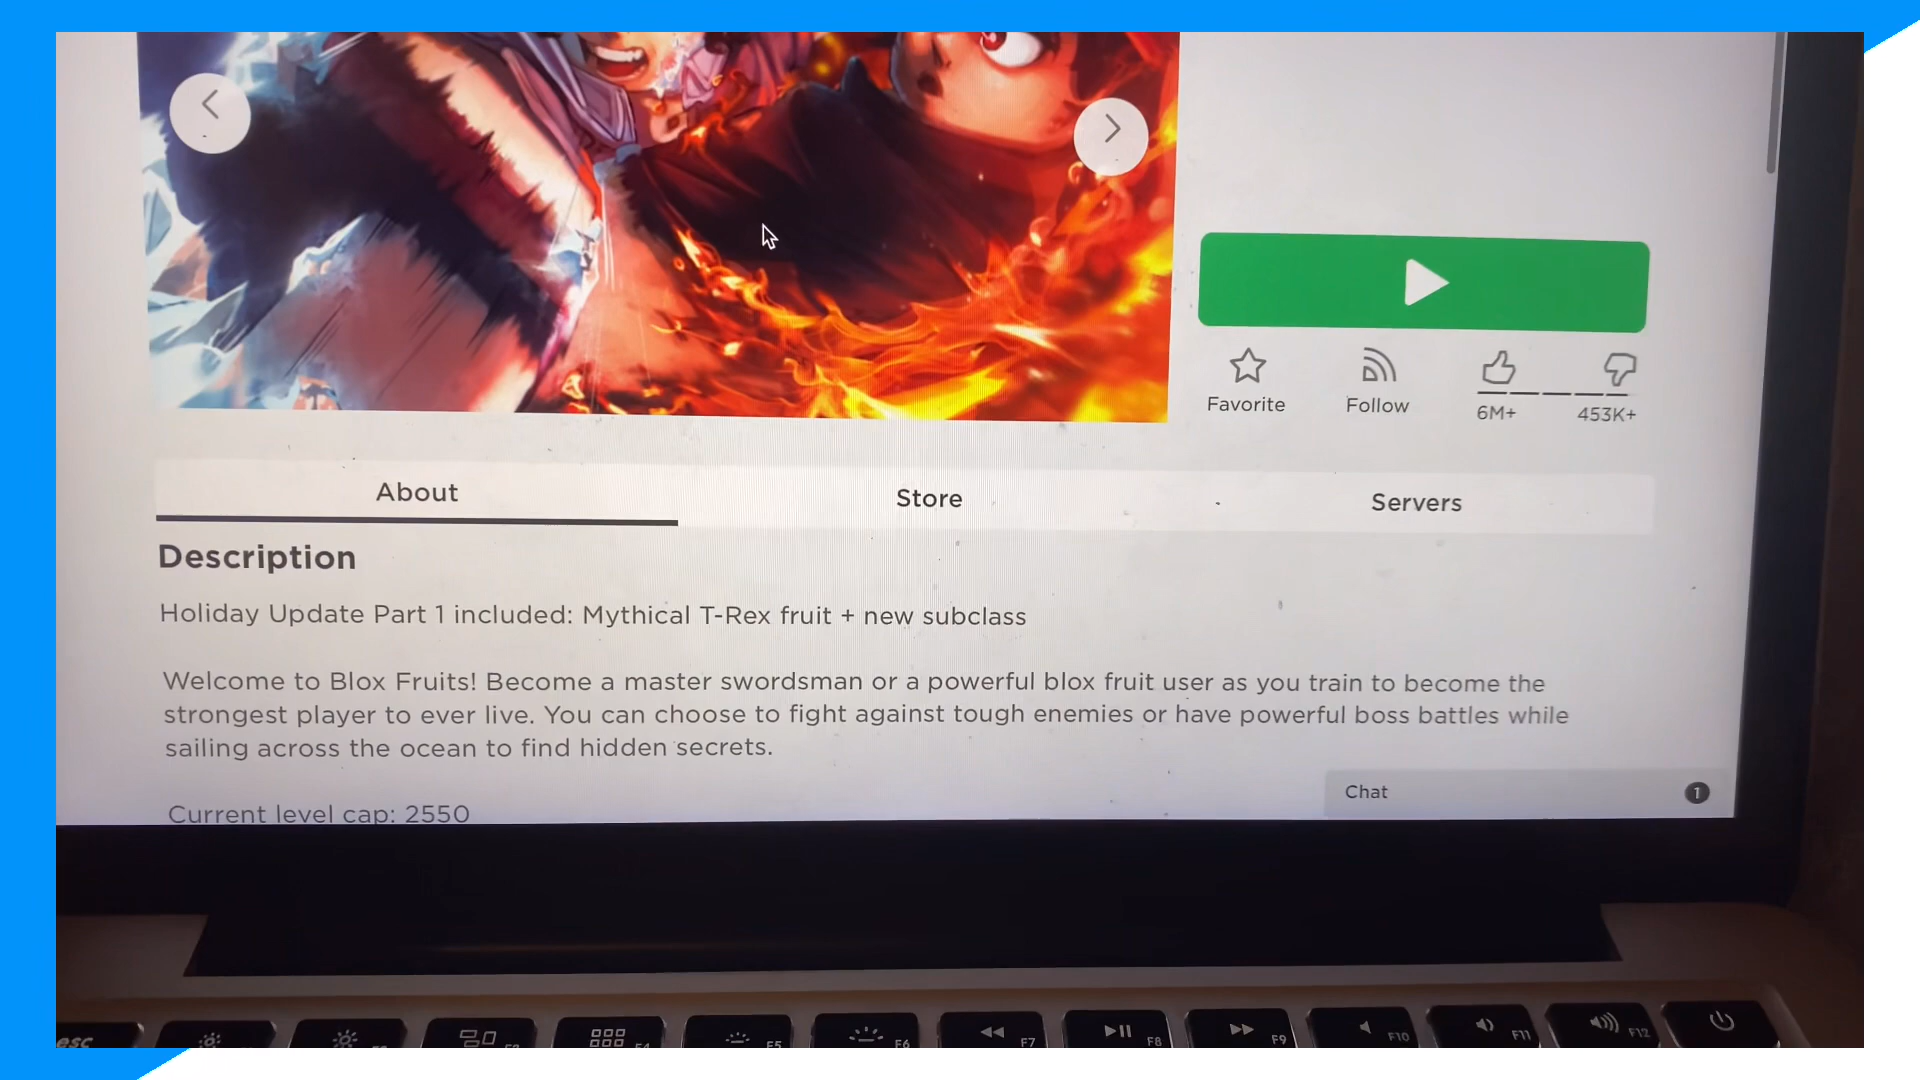 Favorite
Follow
6M+
453K+
About
Store
Servers
Description
Holiday Update Part 1 included: Mythical T-Rex fruit + new subclass
Welcome to Blox Fruits! Become a master swordsman or a powerful blox fruit user as you train to become the
strongest player to ever live. You can choose to fight against tough enemies or have powerful boss battles while
sailing across the ocean to find hidden secrets.
Current level cap: 2550
Chat
1
esc
F5
F6
F7
F8
F9
F10
F11
F12